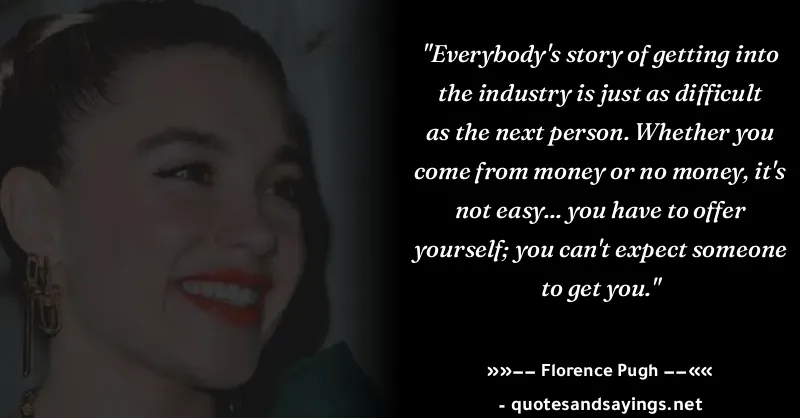 "Everybody's story of getting into
the industry is just as difficult
as the next person. Whether you
come from money or no money, it's
not easy... you have to offer
yourself; you can't expect someone
to get you."
»»−− Florence Pugh −−««
- quotesandsayings.net